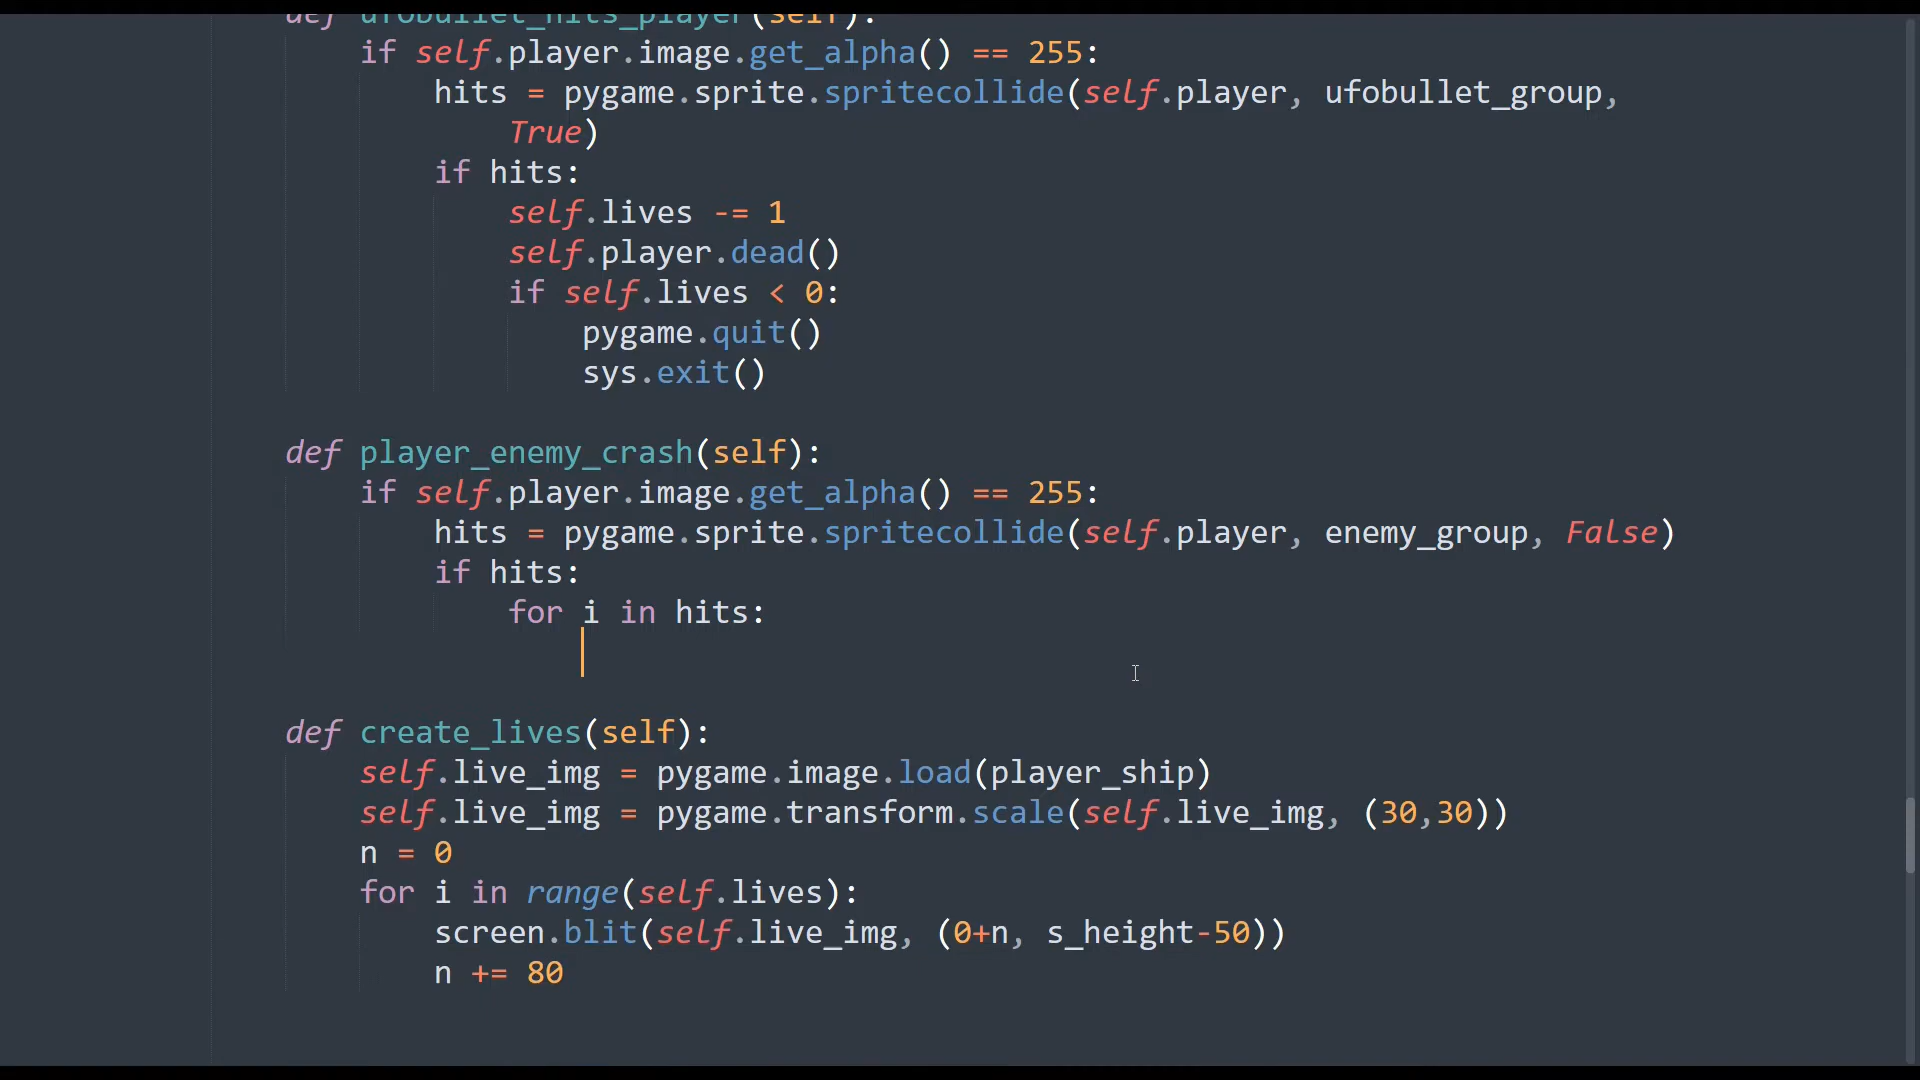 def ufobullet_hits_player(self):
if self.player.image.get_alpha() == 255:
hits = pygame.sprite.spritecollide(self.player, ufobullet_group,
True)
if hits:
self.lives -= 1
self.player.dead()
if self.lives < 0:
pygame.quit()
sys.exit()
def player_enemy_crash(self):
if self.player.image.get_alpha() == 255:
hits = pygame.sprite.spritecollide(self.player, enemy_group, False)
if hits:
for i in hits:
def create_lives(self):
self.live_img = pygame.image.load(player_ship)
self.live_img = pygame.transform.scale(self.live_img, (30,30))
n = 0
for i in range(self.lives):
screen.blit(self.live_img, (0+n, s_height-50))
n += 80